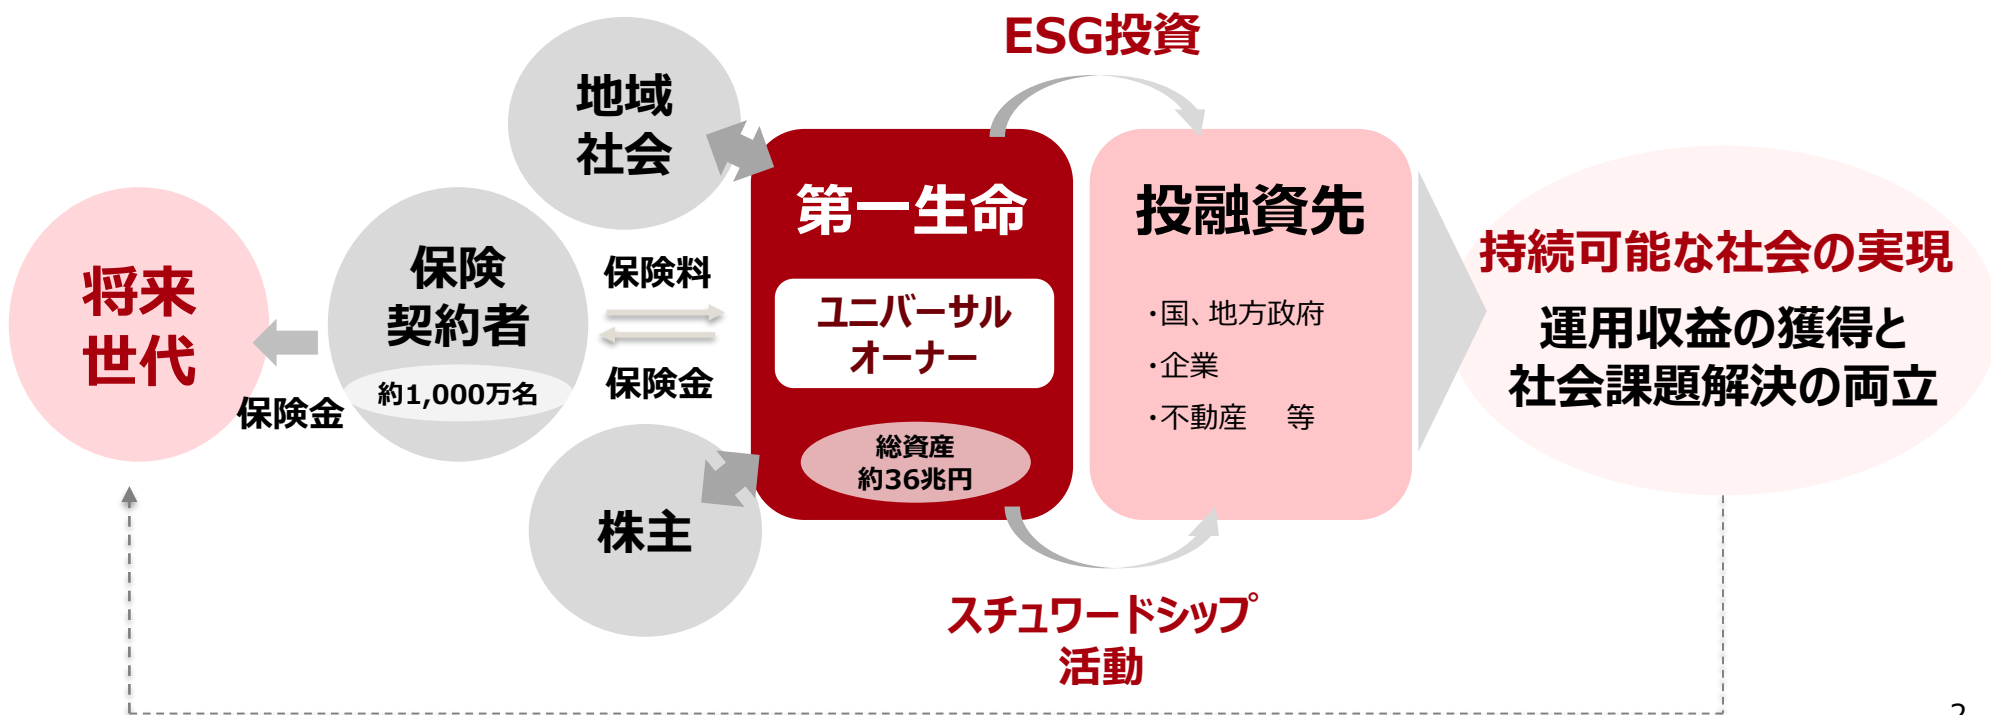 ESG投資
地域
社会
第一生命
投融資先
将来
世代
保険
契約者
約1,000万名
保険料
保険金
保険金
ユニバーサル
オーナー
総資産
約36兆円
・国、地方政府
・企業
・不動産　等
持続可能な社会の実現
運用収益の獲得と
社会課題解決の両立
株主
スチュワードシップ
活動
2